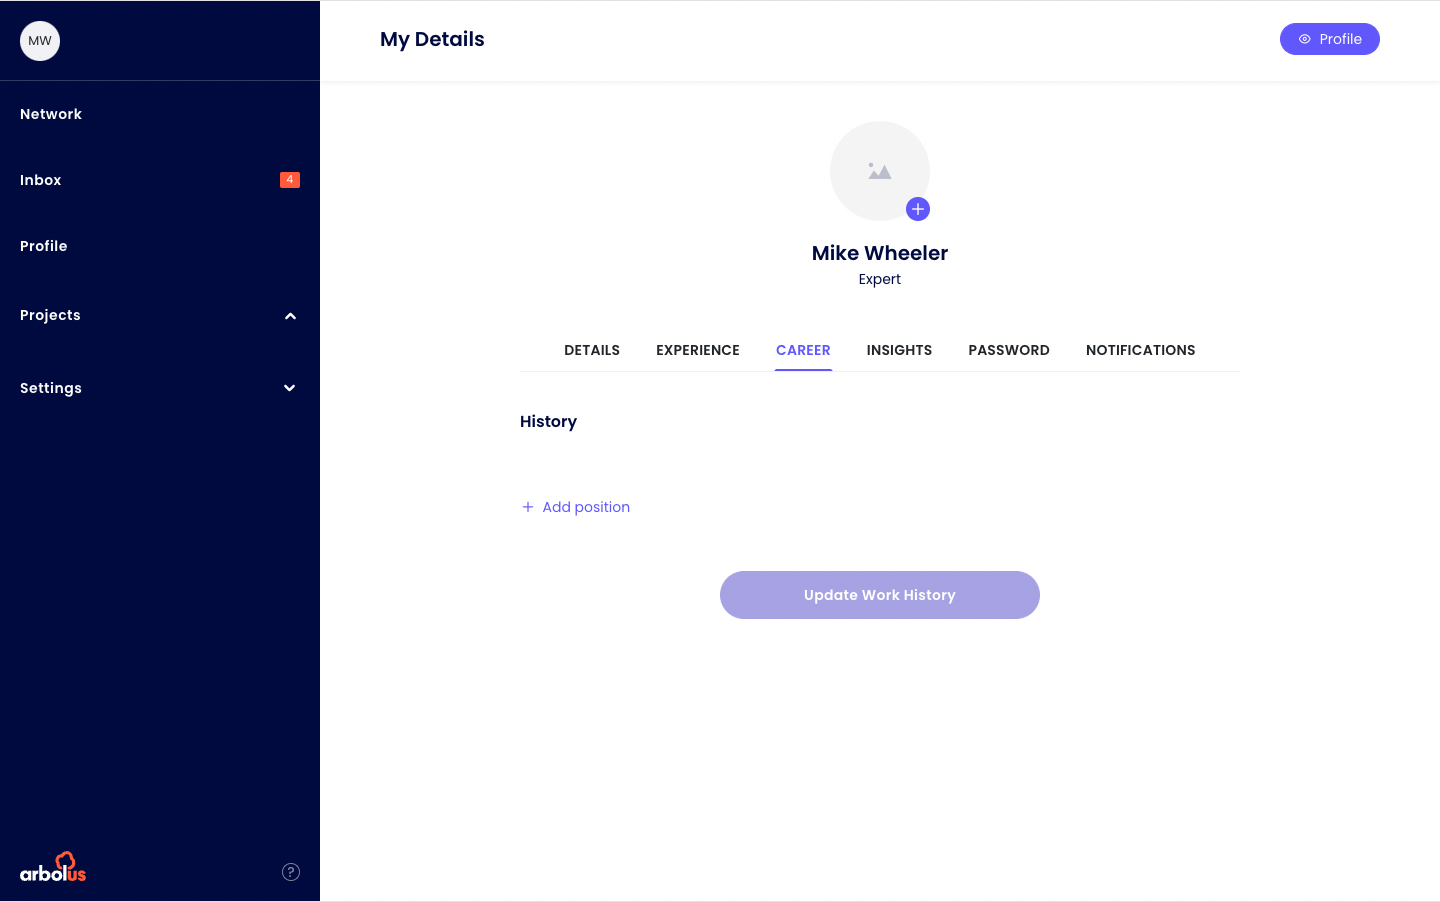 MW
My Details
Profile
Network
Inbox
4
Profile
Projects
Settings
Mike Wheeler
Expert
DETAILS EXPERIENCE CAREER INSIGHTS PASSWORD NOTIFICATIONS
History
+ Add position
Update Work History
arbolus
?